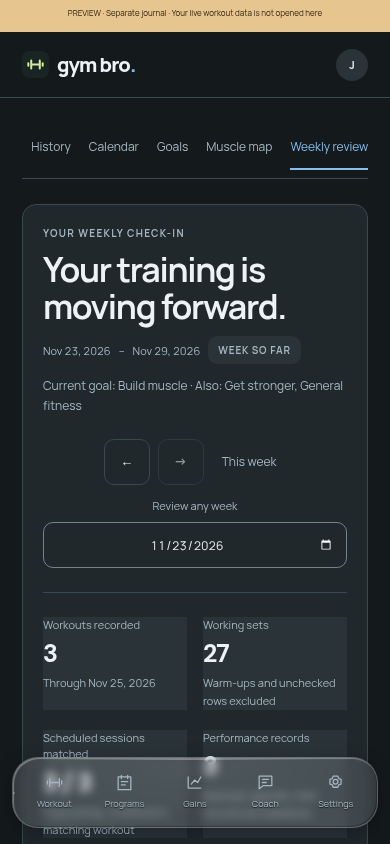 PREVIEW · Separate journal · Your live workout data is not opened here
gym bro.
J
History Calendar Goals Muscle map Weekly review
YOUR WEEKLY CHECK-IN
Your training is
moving forward.
Nov 23, 2026 – Nov 29, 2026 WEEK SO FAR
Current goal: Build muscle · Also: Get stronger, General
fitness
← → This week
Review any week
11/23/2026
Workouts recorded
3
Through Nov 25, 2026
Working sets
27
Warm-ups and unchecked
rows excluded
Scheduled sessions
matched
Performance records
matching workout
Workout Programs Gains Coach Settings